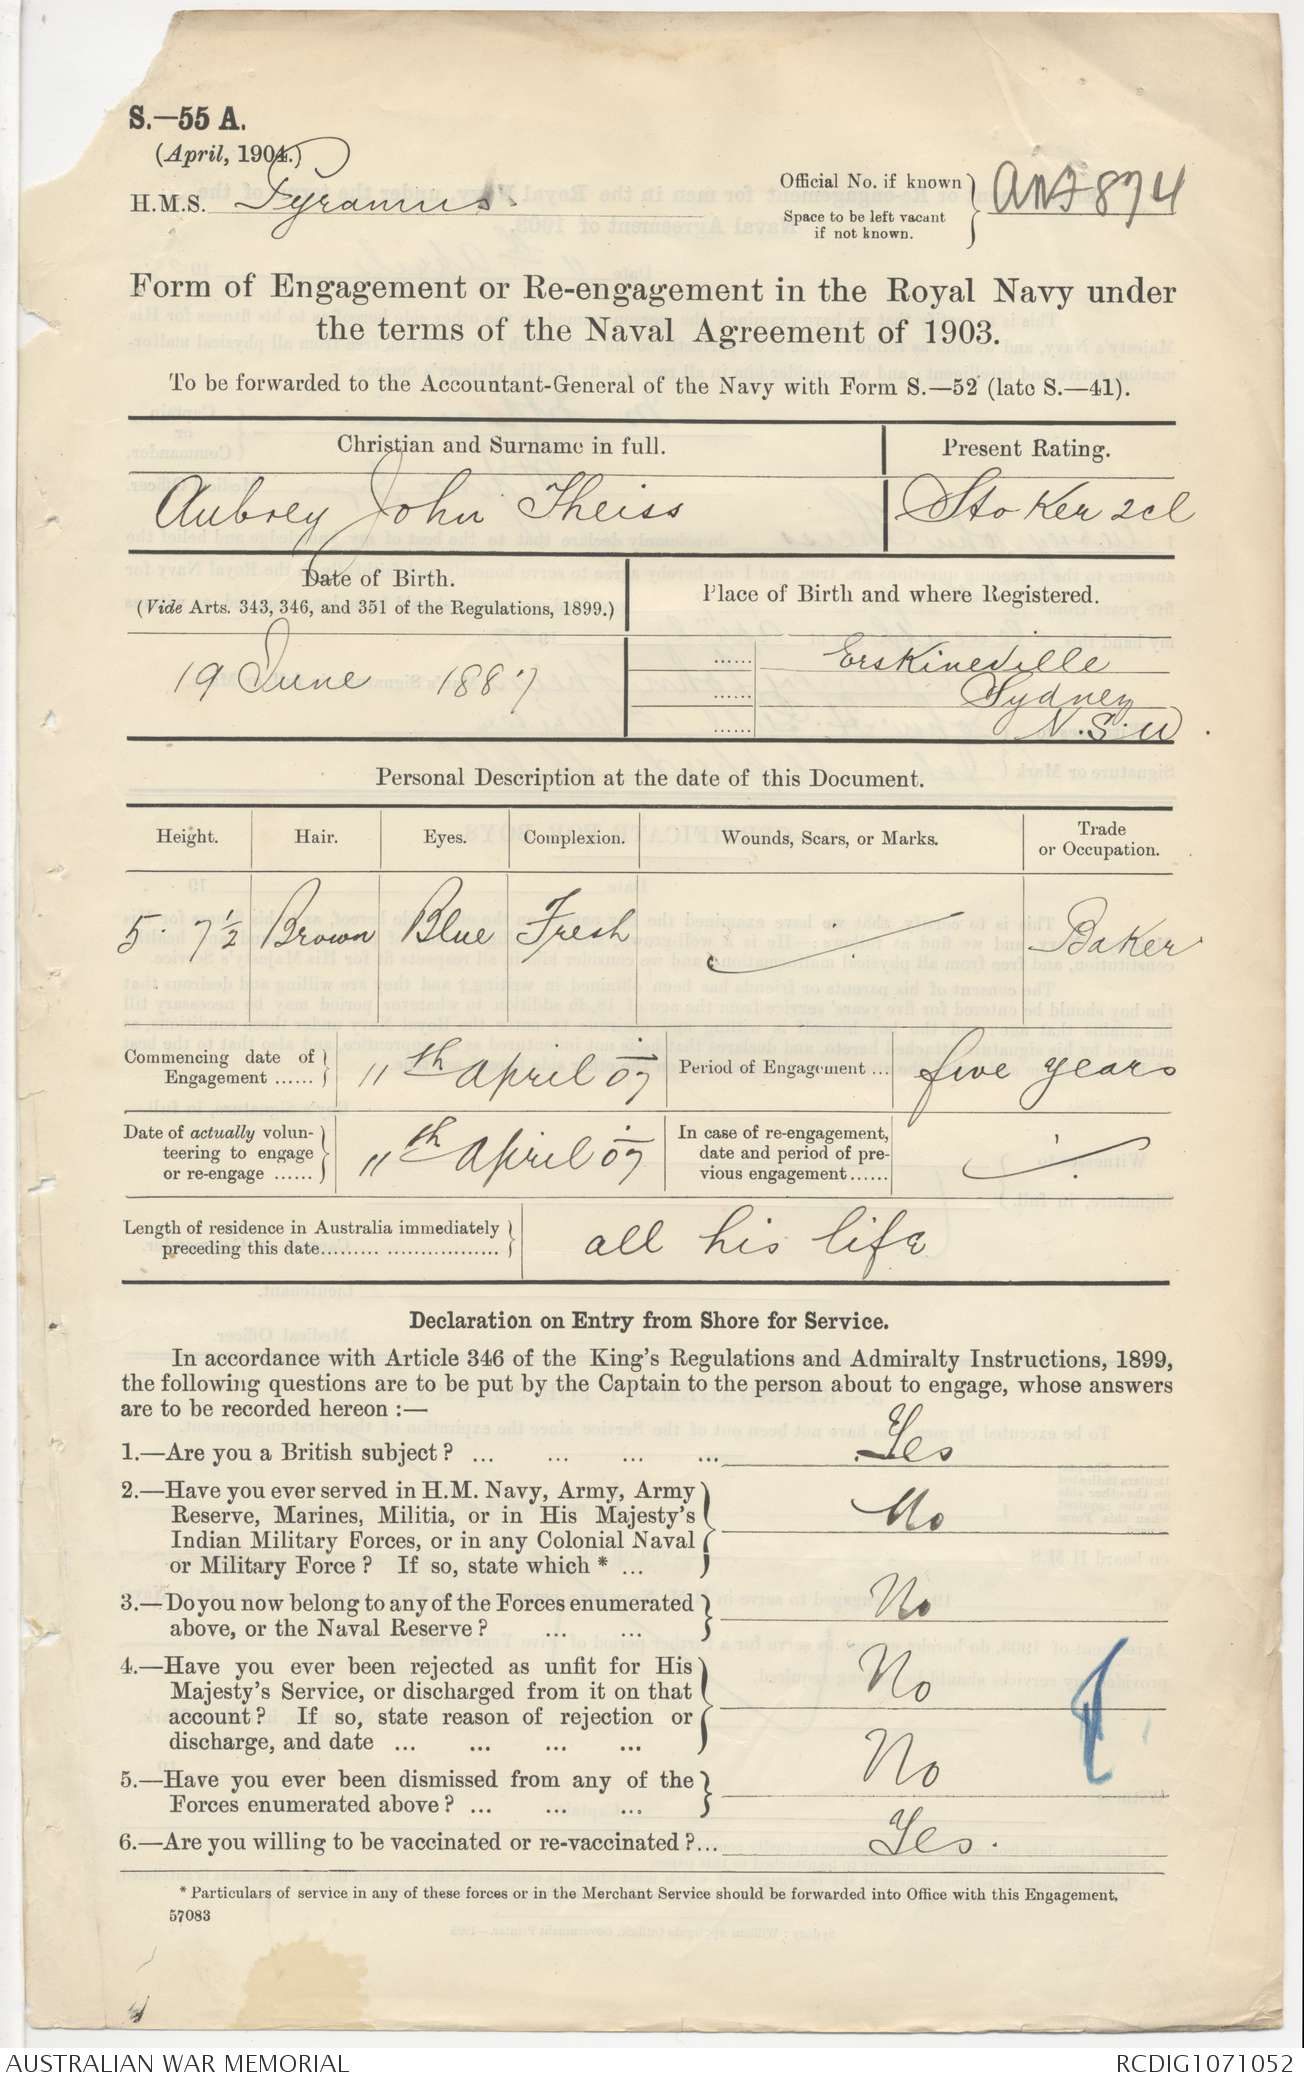 S.—55 A.
(April, 1904.)
H.M.S. Pyramus.
Official No. if known
Space to be left vacant
if not known.
ANF 874
Form of Engagement or Re-engagement in the Royal Navy under
the terms of the Naval Agreement of 1903.
To be forwarded to the Accountant-General of the Navy with Form S.—52 (late S.—41).
Christian and Surname in full.
Present Rating.
Aubrey John Theiss
Stoker 2cl
Date of Birth.
(Vide Arts. 343, 346, and 351 of the Regulations, 1899.)
Place of Birth and where Registered.
19 June 1887
...... Erskineville
...... Sydney
...... N.S.W.
Personal Description at the date of this Document.
Height. Hair. Eyes. Complexion. Wounds, Scars, or Marks. Trade or Occupation.
5. 7½ Brown Blue Fresh Baker
Commencing date of
Engagement ......
11th April 07
Period of Engagement ...
five years
Date of actually volun-
teering to engage
or re-engage ......
11th April 07
In case of re-engagement,
date and period of pre-
vious engagement......
Length of residence in Australia immediately
preceding this date......... ..................
all his life
Declaration on Entry from Shore for Service.
In accordance with Article 346 of the King's Regulations and Admiralty Instructions, 1899,
the following questions are to be put by the Captain to the person about to engage, whose answers
are to be recorded hereon :—
1.—Are you a British subject ? ... ... ... ... Yes
2.—Have you ever served in H.M. Navy, Army, Army
Reserve, Marines, Militia, or in His Majesty's
Indian Military Forces, or in any Colonial Naval
or Military Force ? If so, state which * ...
No
3.—Do you now belong to any of the Forces enumerated
above, or the Naval Reserve ? ... ...
No
4.—Have you ever been rejected as unfit for His
Majesty's Service, or discharged from it on that
account ? If so, state reason of rejection or
discharge, and date ... ... ... ...
No
5.—Have you ever been dismissed from any of the
Forces enumerated above ? ... ... ...
No
6.—Are you willing to be vaccinated or re-vaccinated ?... Yes.
* Particulars of service in any of these forces or in the Merchant Service should be forwarded into Office with this Engagement,
57083
AUSTRALIAN WAR MEMORIAL
RCDIG1071052